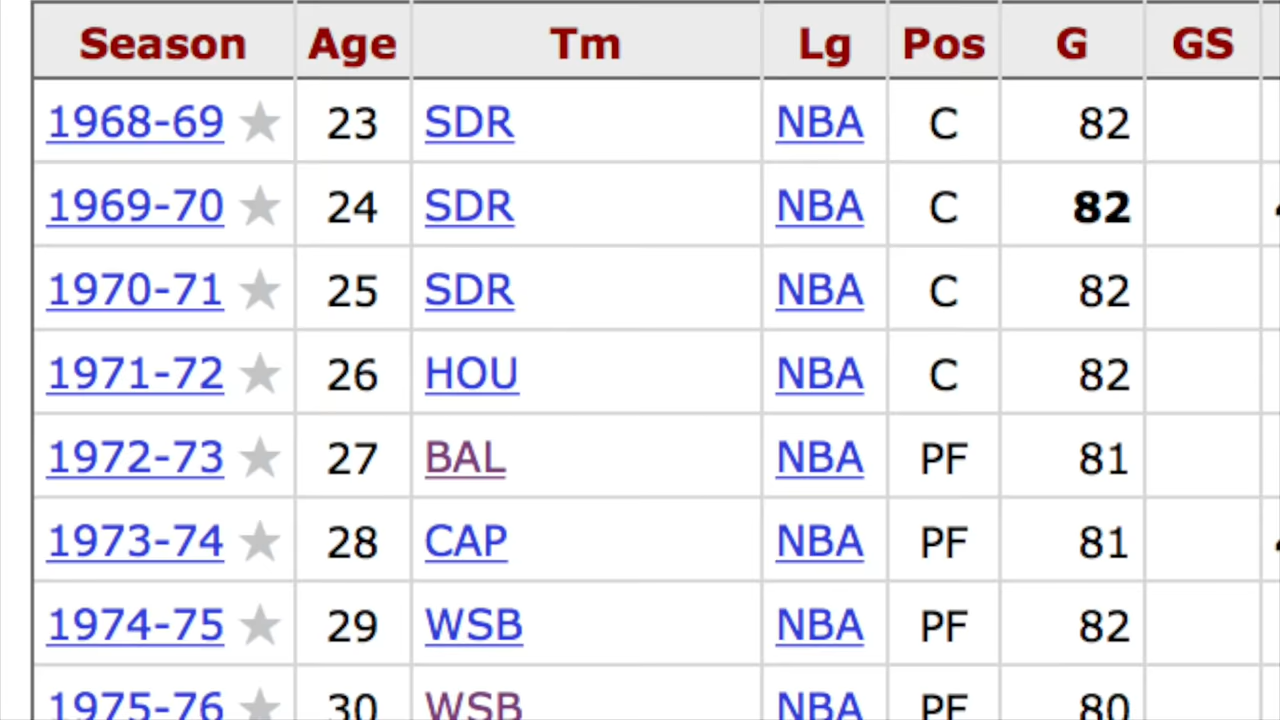 Season Age Tm Lg Pos G GS
1968-69 ★ 23 SDR NBA C 82
1969-70 ★ 24 SDR NBA C 82
1970-71 ★ 25 SDR NBA C 82
1971-72 ★ 26 HOU NBA C 82
1972-73 ★ 27 BAL NBA PF 81
1973-74 ★ 28 CAP NBA PF 81
1974-75 ★ 29 WSB NBA PF 82
1975-76 ★ 30 WSB NBA PF 80